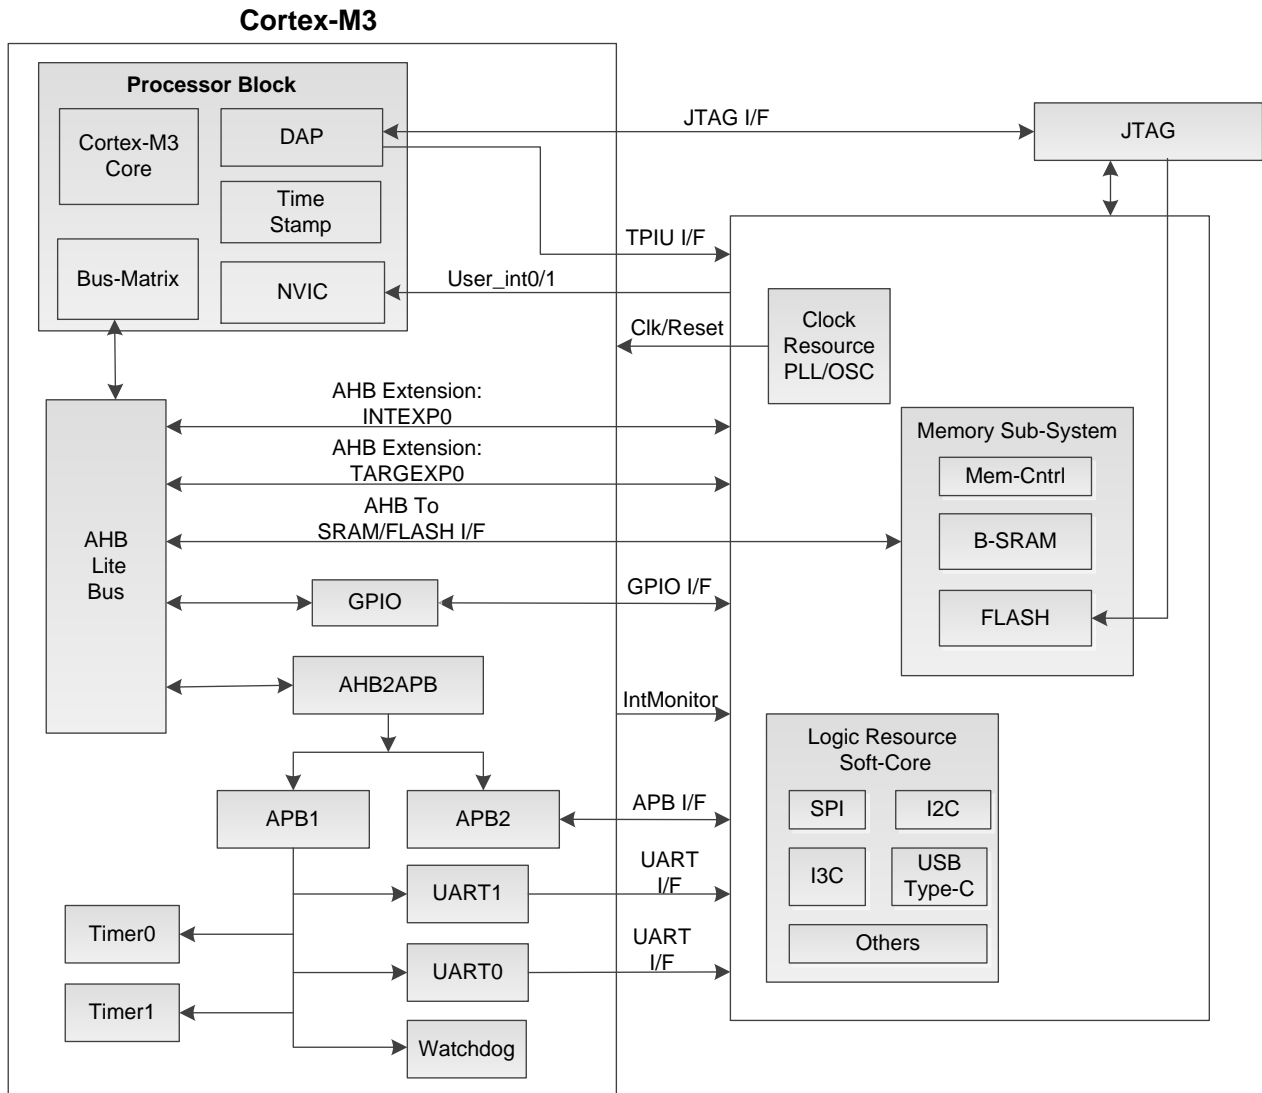 Cortex-M3
Processor Block
Cortex-M3
Core
DAP
Time
Stamp
Bus-Matrix
NVIC
JTAG I/F
JTAG
TPIU I/F
User_int0/1
Clk/Reset
Clock
Resource
PLL/OSC
AHB Extension:
INTEXP0
AHB Extension:
TARGEXP0
AHB To
SRAM/FLASH I/F
AHB
Lite
Bus
GPIO
GPIO I/F
Memory Sub-System
Mem-Cntrl
B-SRAM
FLASH
AHB2APB
IntMonitor
APB1
APB2
APB I/F
Logic Resource
Soft-Core
SPI
I2C
I3C
USB
Type-C
Others
UART1
UART
I/F
Timer0
UART0
UART
I/F
Timer1
Watchdog